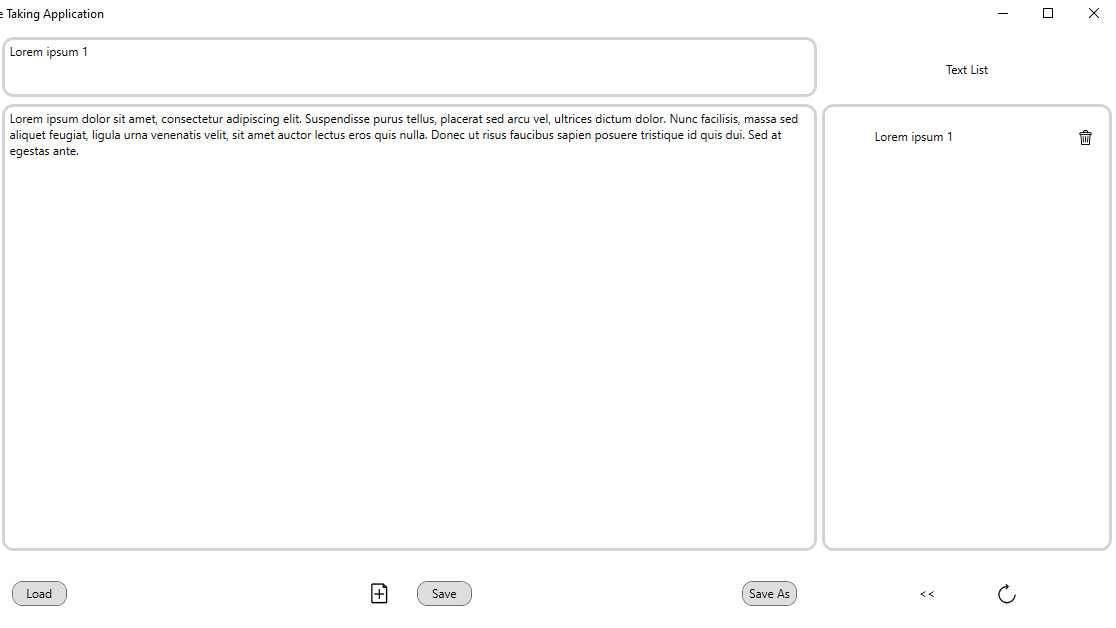 e Taking Application
Lorem ipsum 1
Text List
Lorem ipsum dolor sit amet, consectetur adipiscing elit. Suspendisse purus tellus, placerat sed arcu vel, ultrices dictum dolor. Nunc facilisis, massa sed
aliquet feugiat, ligula urna venenatis velit, sit amet auctor lectus eros quis nulla. Donec ut risus faucibus sapien posuere tristique id quis dui. Sed at
egestas ante.
Lorem ipsum 1
Load
Save
Save As
<<